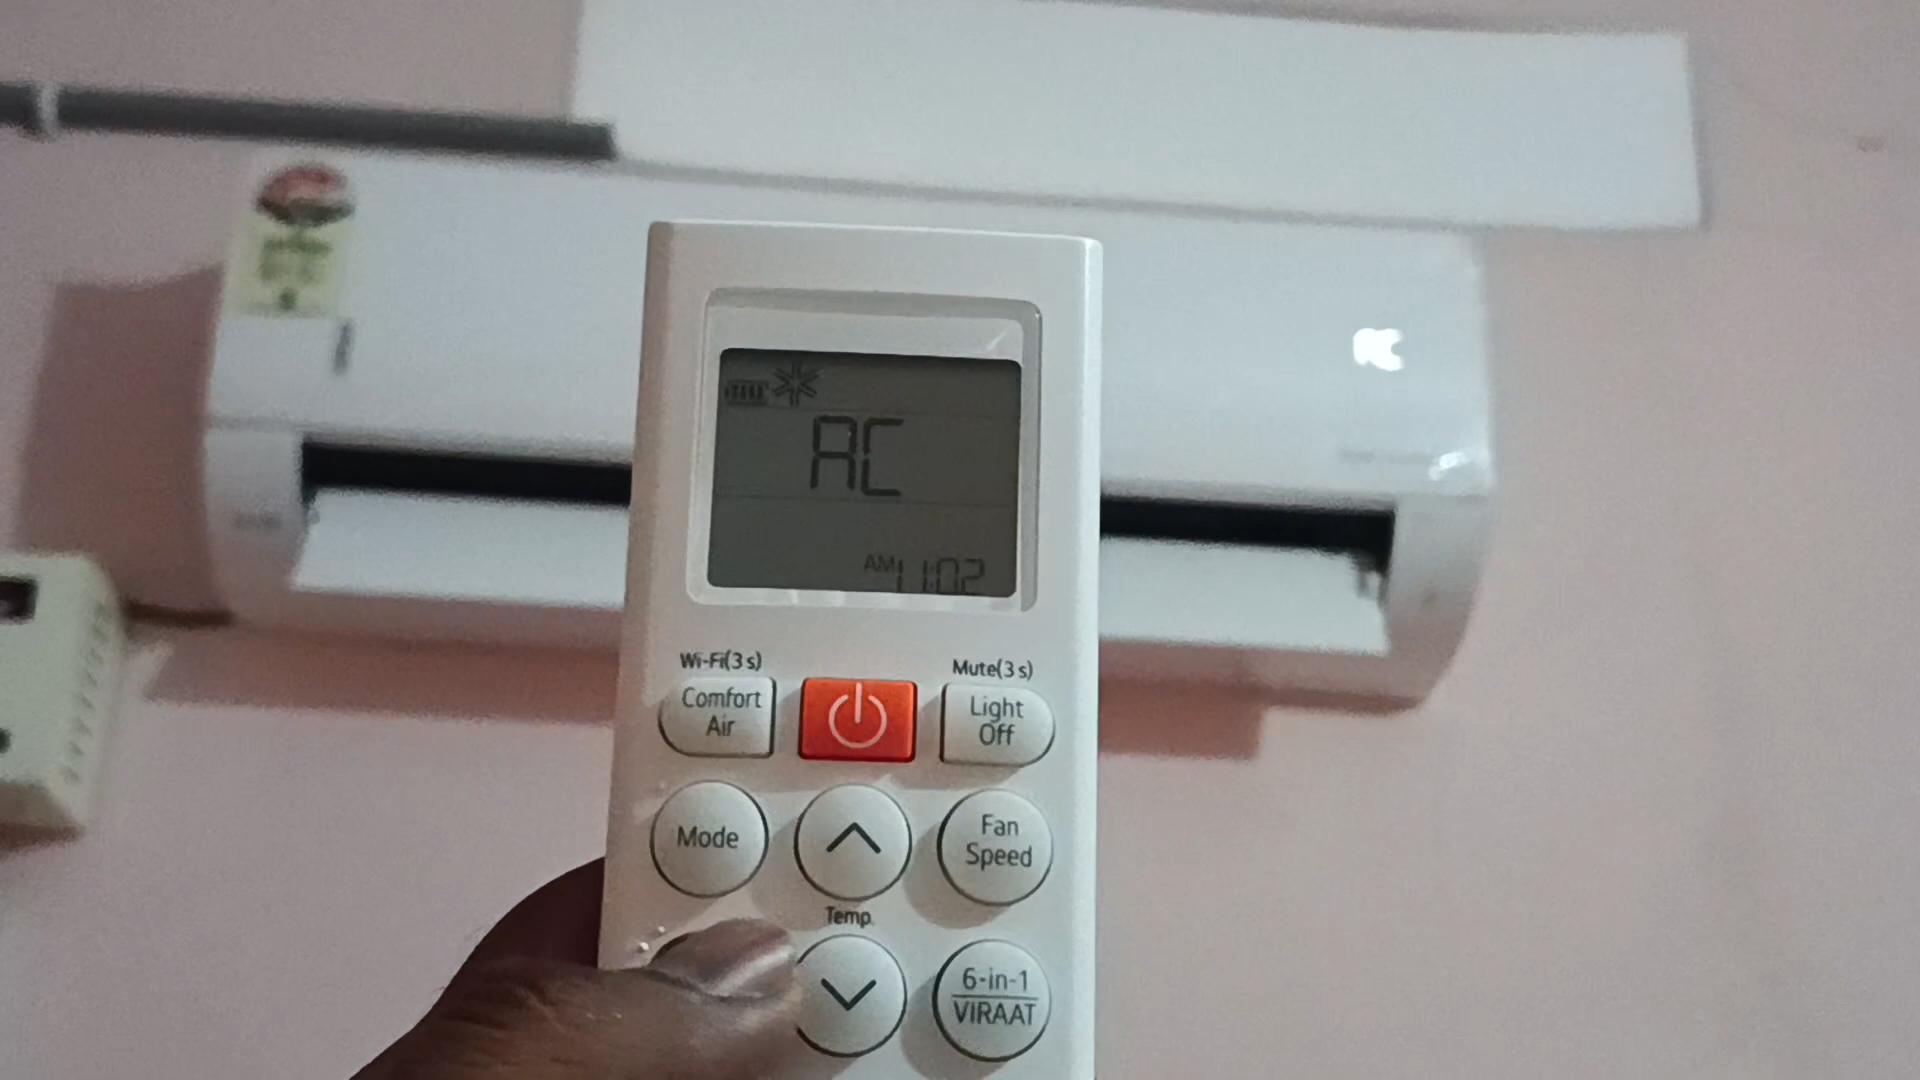 AC
AM 11:02
Wi-Fi(3 s)
Mute(3 s)
Comfort
Air
Light
Off
Mode
Fan
Speed
Temp.
6-in-1
VIRAAT